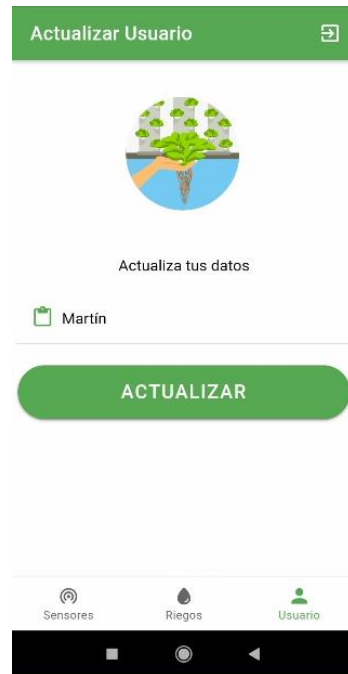 Actualizar Usuario
Actualiza tus datos
Martín
ACTUALIZAR
Sensores
Riegos
Usuario